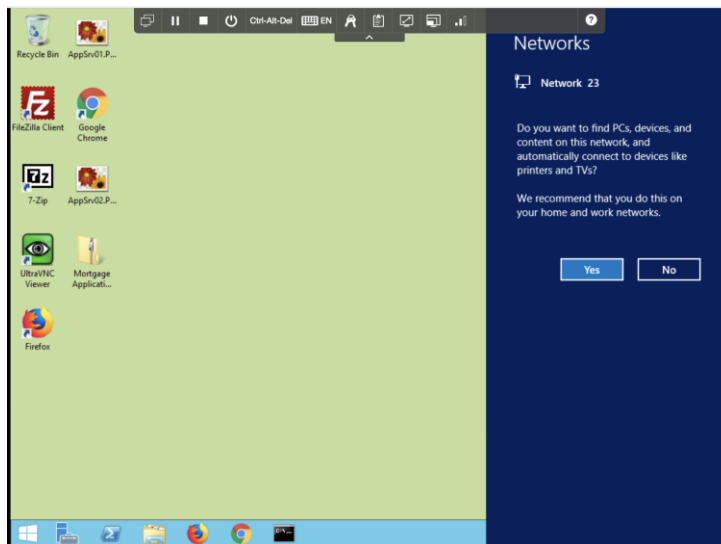 Ctrl-Alt-Del
EN
?
Recycle Bin
AppSrv01.P...
FileZilla Client
Google
Chrome
7z
7-Zip
AppSrv02.P...
UltraVNC
Viewer
Mortgage
Applicati...
Firefox
Networks
Network 23
Do you want to find PCs, devices, and
content on this network, and
automatically connect to devices like
printers and TVs?
We recommend that you do this on
your home and work networks.
Yes
No